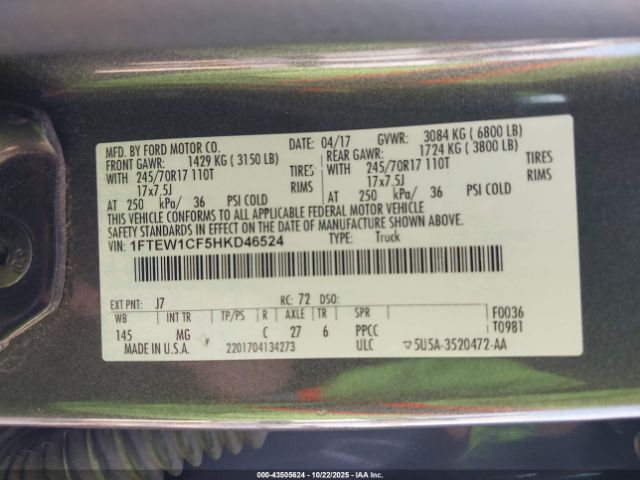 MFD. BY FORD MOTOR CO. DATE: 04/17 GVWR: 3084 KG ( 6800 LB)
FRONT GAWR: 1429 KG ( 3150 LB) REAR GAWR: 1724 KG ( 3800 LB)
WITH 245/70R17 110T TIRES WITH 245/70R17 110T TIRES
17x7.5J RIMS 17x7.5J RIMS
AT 250 kPa/ 36 PSI COLD AT 250 kPa/ 36 PSI COLD
THIS VEHICLE CONFORMS TO ALL APPLICABLE FEDERAL MOTOR VEHICLE
SAFETY STANDARDS IN EFFECT ON THE DATE OF MANUFACTURE SHOWN ABOVE.
VIN: 1FTEW1CF5HKD46524 TYPE: Truck
EXT PNT: J7 RC: 72 DSO:
WB INT TR TP/PS R AXLE TR SPR F0036
145 MG C 27 6 PPCC T0981
MADE IN U.S.A. 2201704134273 ULC 5U5A-3520472-AA
000-43505624 | 10/22/2025 | IAAI.COM